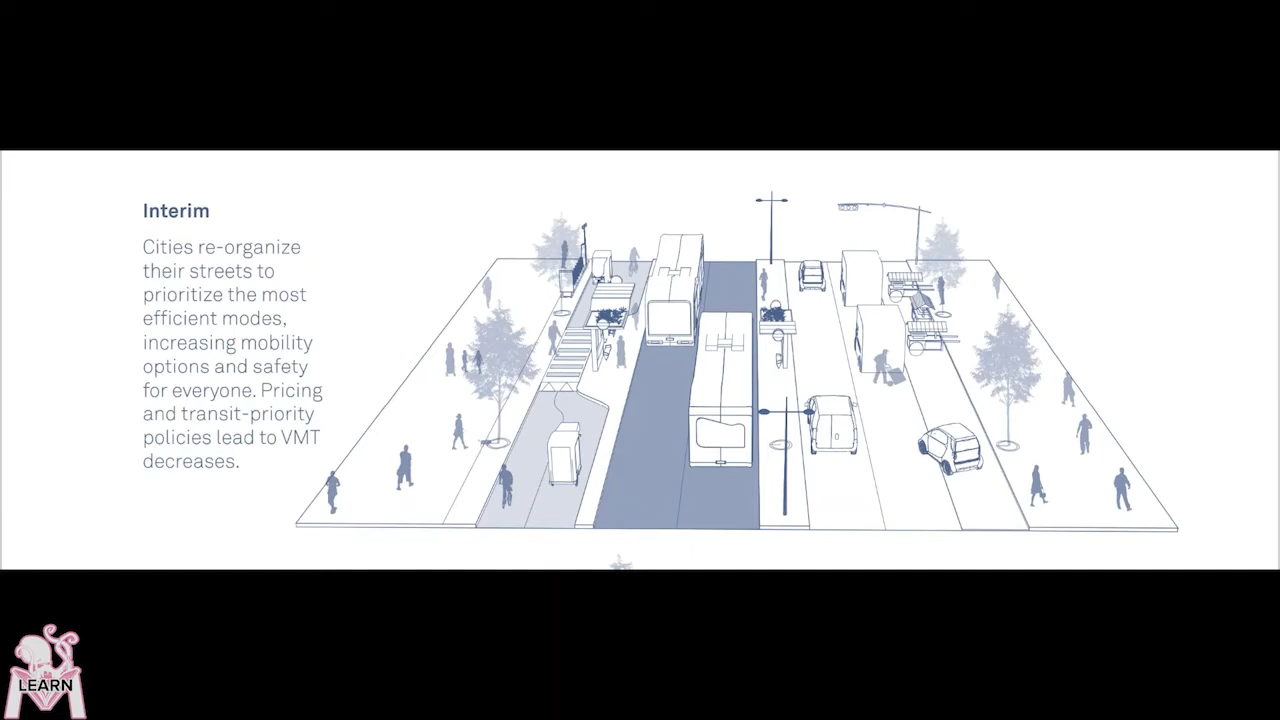 Interim
Cities re-organize
their streets to
prioritize the most
efficient modes,
increasing mobility
options and safety
for everyone. Pricing
and transit-priority
policies lead to VMT
decreases.
LEARN